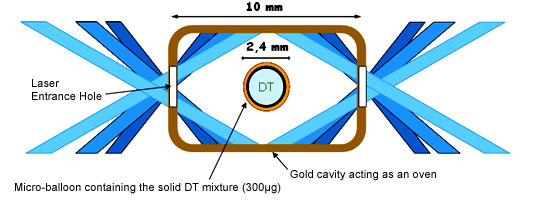 10 mm
2,4 mm
DT
Laser
Entrance Hole
Gold cavity acting as an oven
Micro-balloon containing the solid DT mixture (300µg)